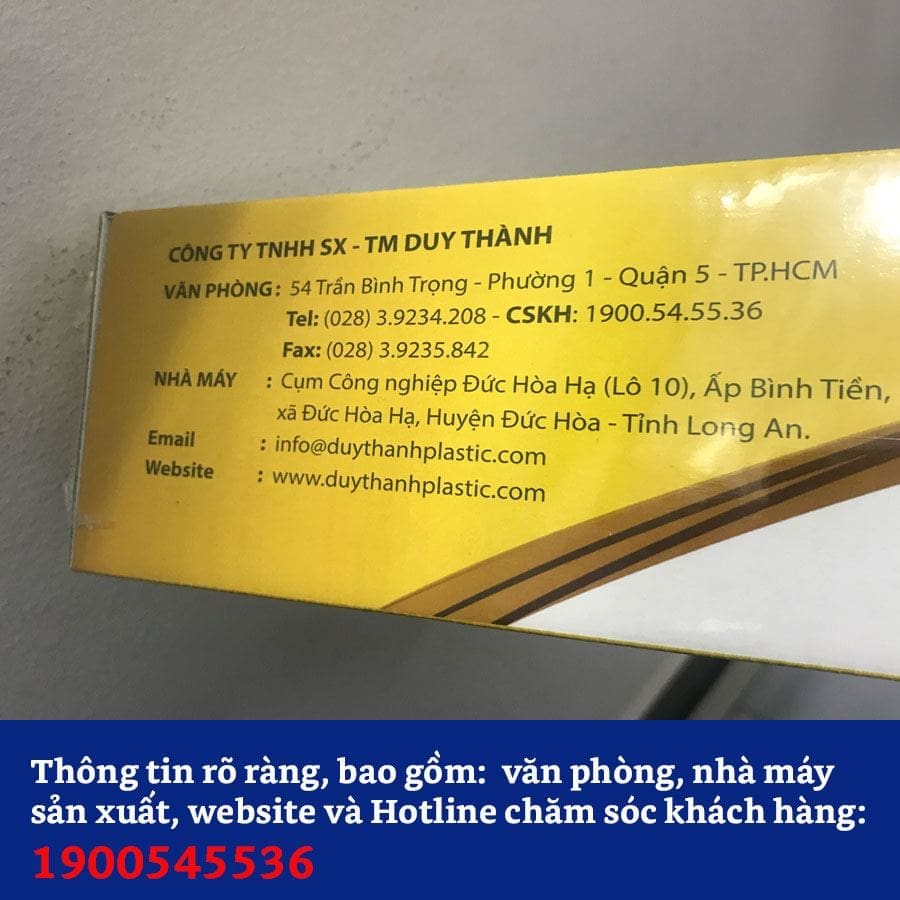 CÔNG TY TNHH SX - TM DUY THÀNH
VĂN PHÒNG : 54 Trần Bình Trọng - Phường 1 - Quận 5 - TP.HCM
Tel: (028) 3.9234.208 - CSKH: 1900.54.55.36
Fax: (028) 3.9235.842
NHÀ MÁY : Cụm Công nghiệp Đức Hòa Hạ (Lô 10), Ấp Bình Tiền,
xã Đức Hòa Hạ, Huyện Đức Hòa - Tỉnh Long An.
Email : info@duythanhplastic.com
Website : www.duythanhplastic.com
Thông tin rõ ràng, bao gồm: văn phòng, nhà máy
sản xuất, website và Hotline chăm sóc khách hàng:
1900545536